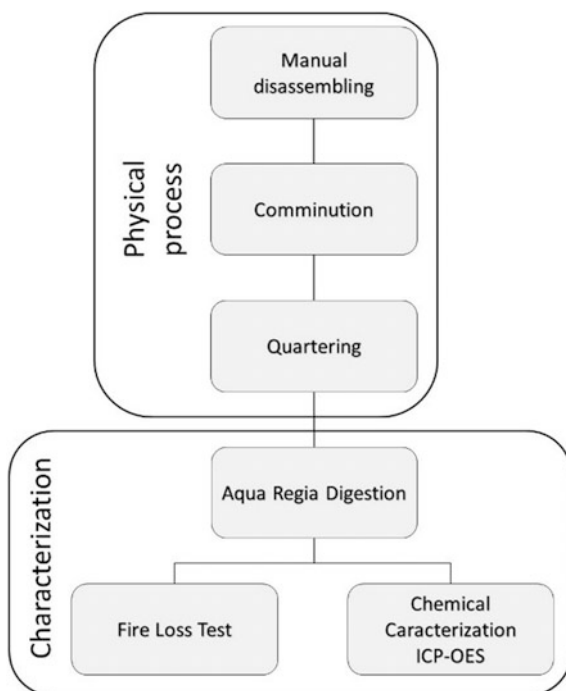 Manual
disassembling
Comminution
Physical
process
Quartering
Aqua Regia Digestion
Characterization
Fire Loss Test
Chemical
Caracterization
ICP-OES